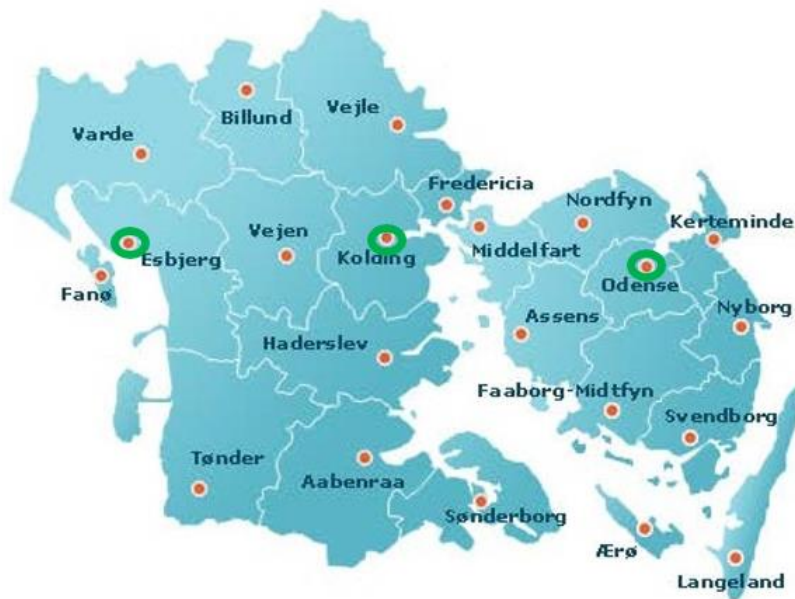 Billund
Vejle
Varde
Fredericia
Nordfyn
Kerteminde
Vejen
Kolding
Middelfart
Esbjerg
Odense
Fanø
Assens
Nyborg
Haderslev
Faaborg-Midtfyn
Svendborg
Tønder
Aabenraa
Sønderborg
Ærø
Langeland